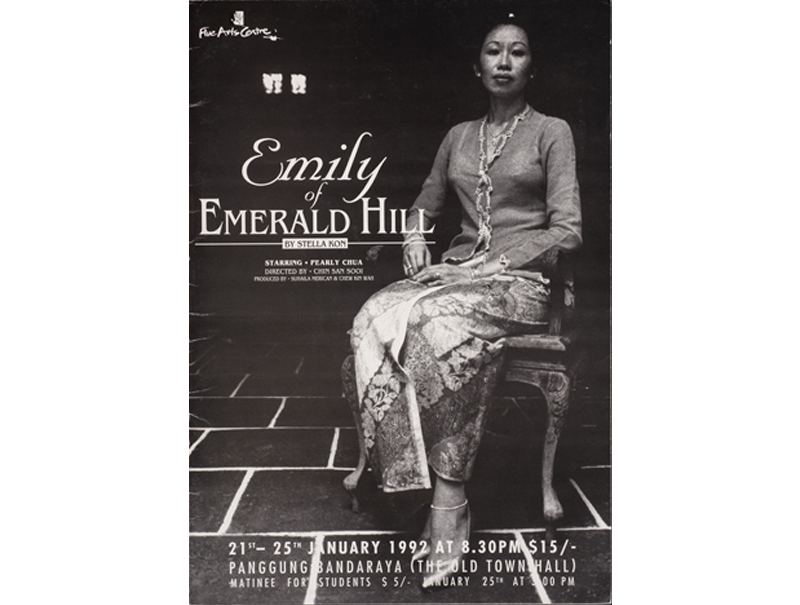 Five Arts Centre
Emily
of
EMERALD HILL
BY STELLA KON
STARRING • PEARLY CHUA
DIRECTED BY • CHIN SAN SOOI
PRODUCED BY • SUHAILA MERICAN & CHEW BIN WAH
21ST – 25TH JANUARY 1992 AT 8.30PM $15/-
PANGGUNG BANDARAYA (THE OLD TOWN HALL)
MATINEE FOR STUDENTS $ 5/- JANUARY 25TH AT 3.00 PM